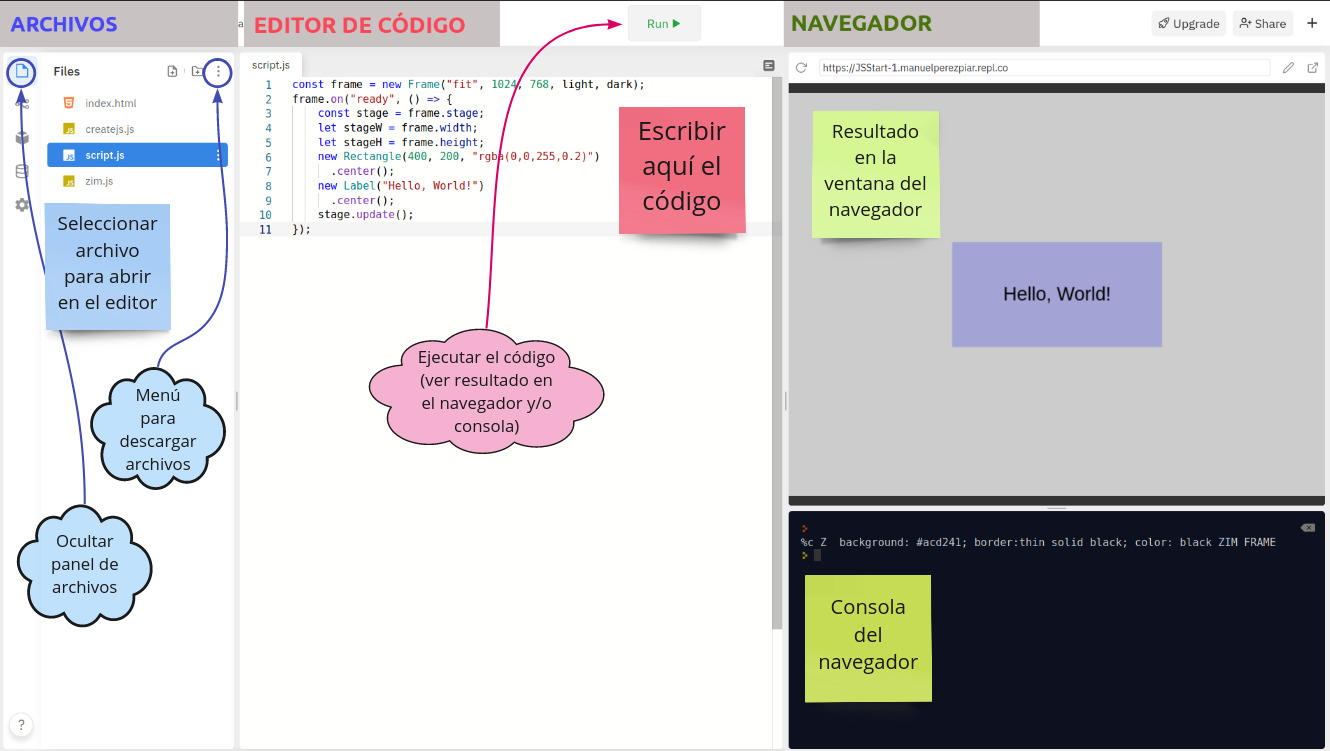 ARCHIVOS
a
EDITOR DE CÓDIGO
Run
NAVEGADOR
Upgrade
Share
+
Files
index.html
createjs.js
script.js
zim.js
Seleccionar
archivo
para abrir
en el editor
Menú
para
descargar
archivos
Ocultar
panel de
archivos
?
script.js
1 const frame = new Frame("fit", 1024, 768, light, dark);
2 frame.on("ready", () => {
3 const stage = frame.stage;
4 let stageW = frame.width;
5 let stageH = frame.height;
6 new Rectangle(400, 200, "rgba(0,0,255,0.2)")
7 .center();
8 new Label("Hello, World!")
9 .center();
10 stage.update();
11 });
Escribir
aquí el
código
Ejecutar el código
(ver resultado en
el navegador y/o
consola)
https://JSStart-1.manuelperezpiar.repl.co
Resultado
en la
ventana del
navegador
Hello, World!
%c Z background: #acd241; border:thin solid black; color: black ZIM FRAME
Consola
del
navegador